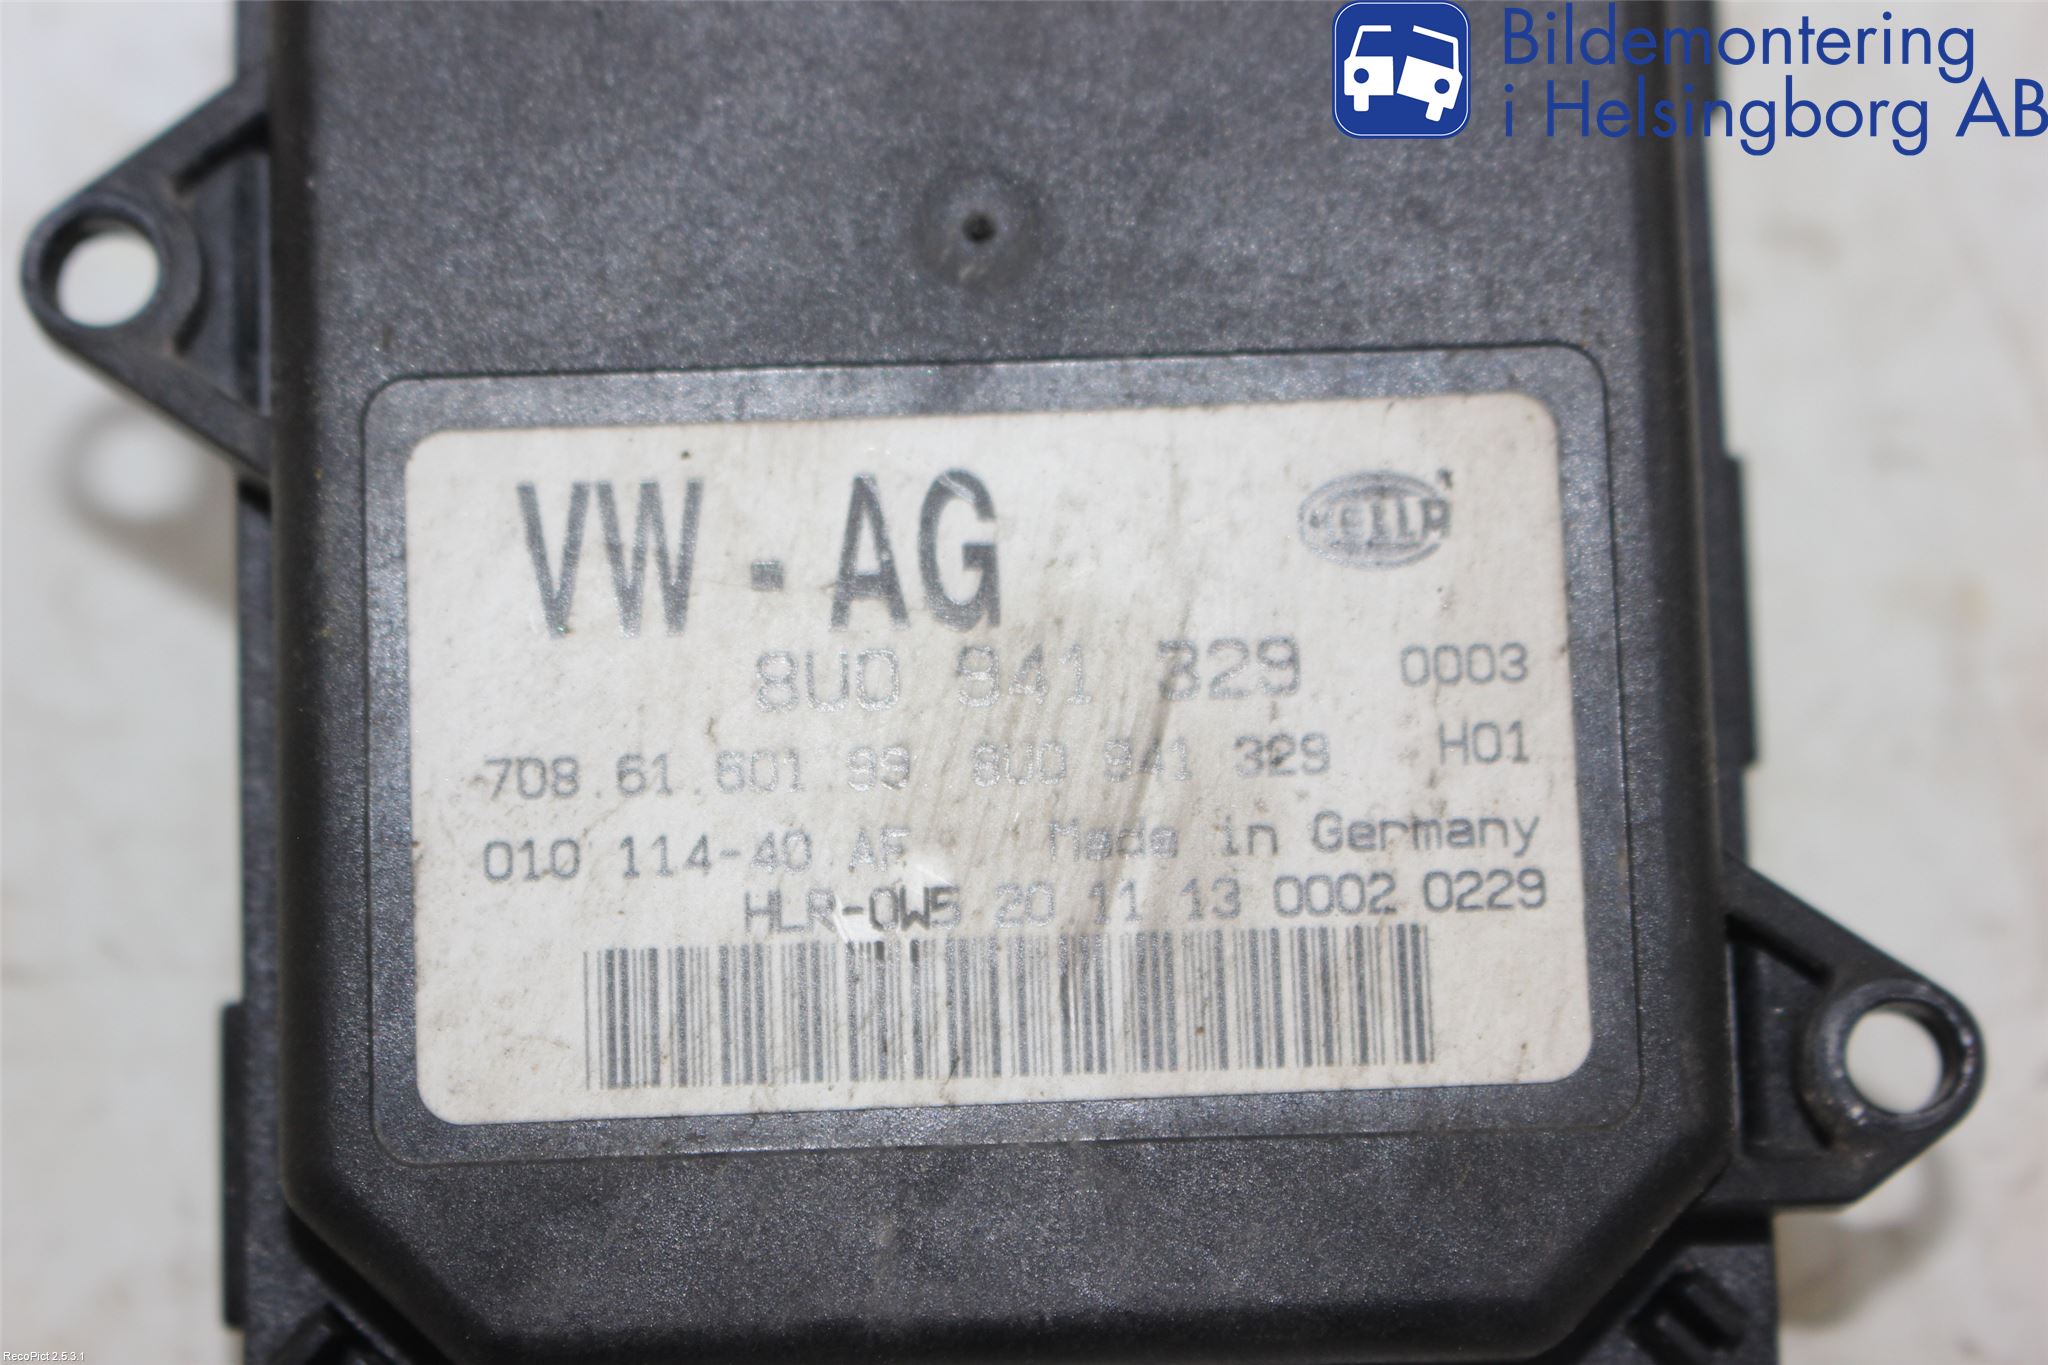 Bildemontering
i Helsingborg AB
VW - AG
HELLA
8U0 941 329 0003
708 61 601 99 8U0 941 329 H01
010 114-40 AF Made in Germany
HLR-0W5 20 11 13 0002 0229
RecoPict 2.5.3.1